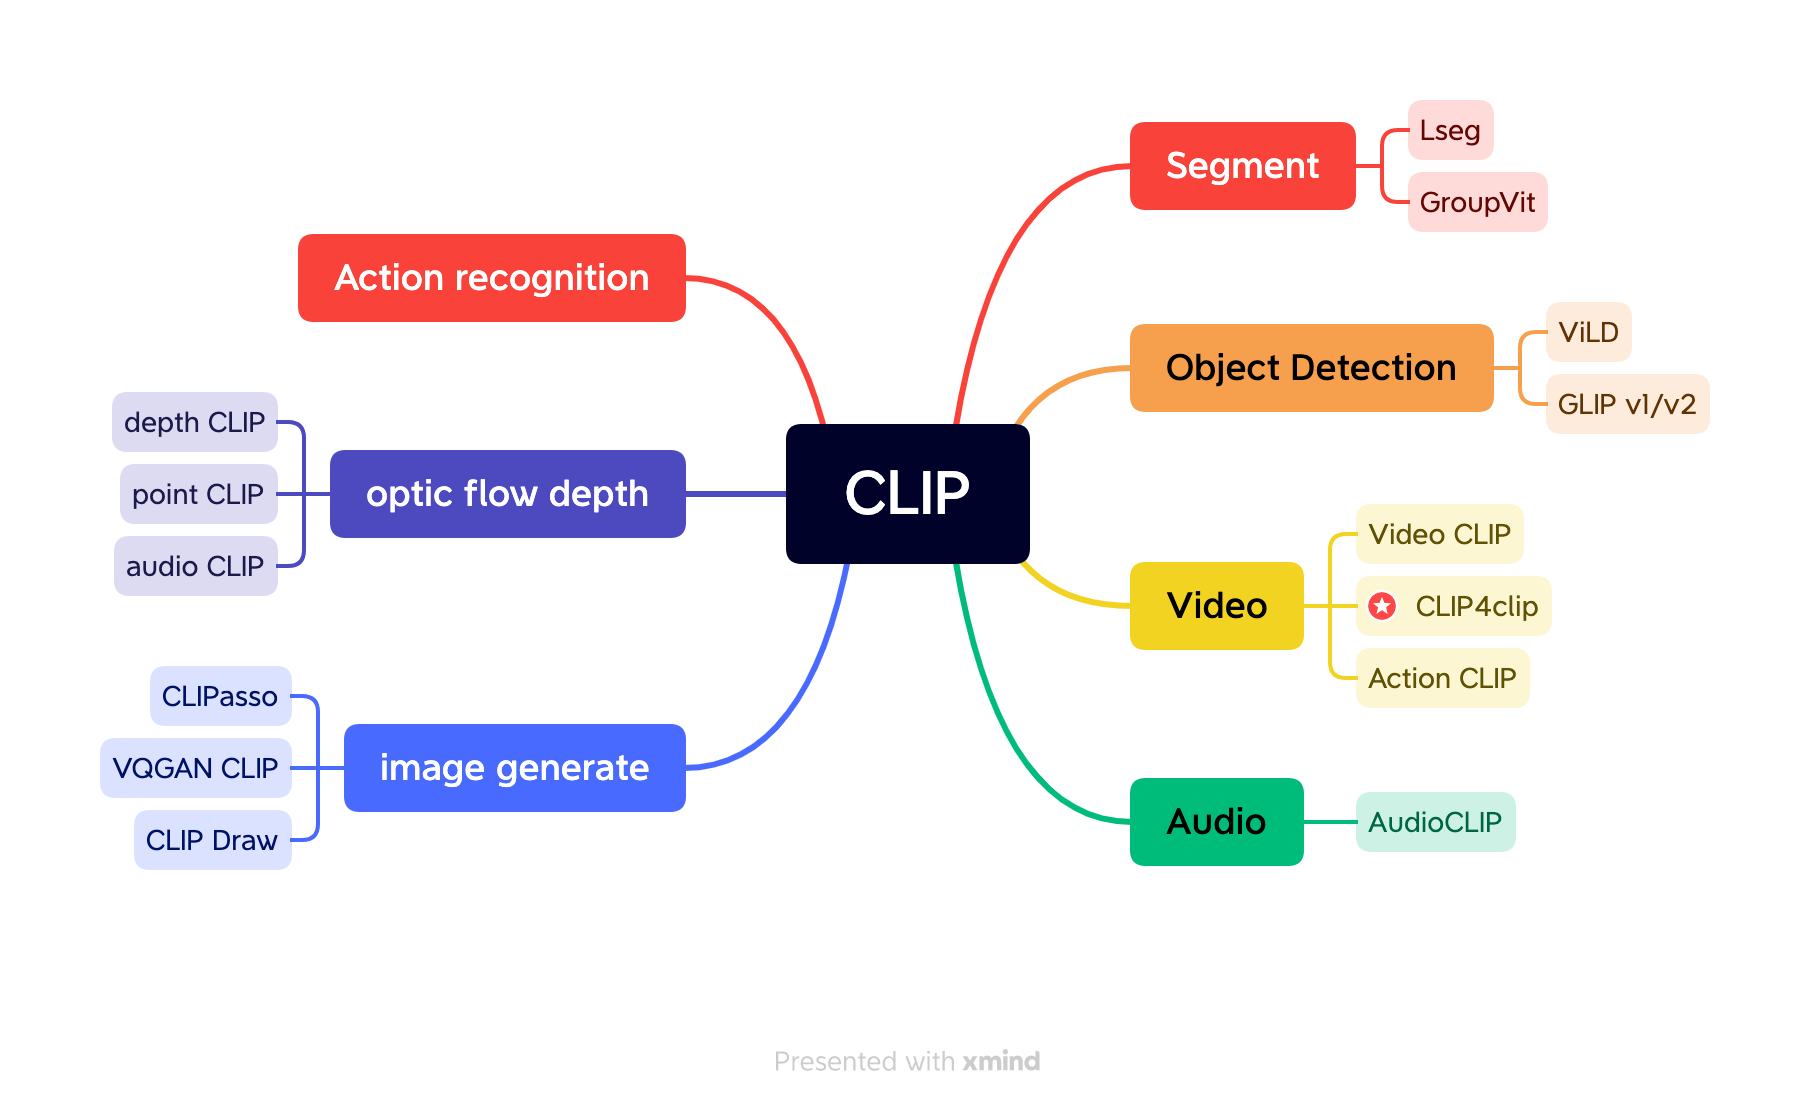 CLIP
Segment
Lseg
GroupVit
Object Detection
ViLD
GLIP v1/v2
Video
Video CLIP
CLIP4clip
Action CLIP
Audio
AudioCLIP
Action recognition
optic flow depth
depth CLIP
point CLIP
audio CLIP
image generate
CLIPasso
VQGAN CLIP
CLIP Draw
Presented with xmind